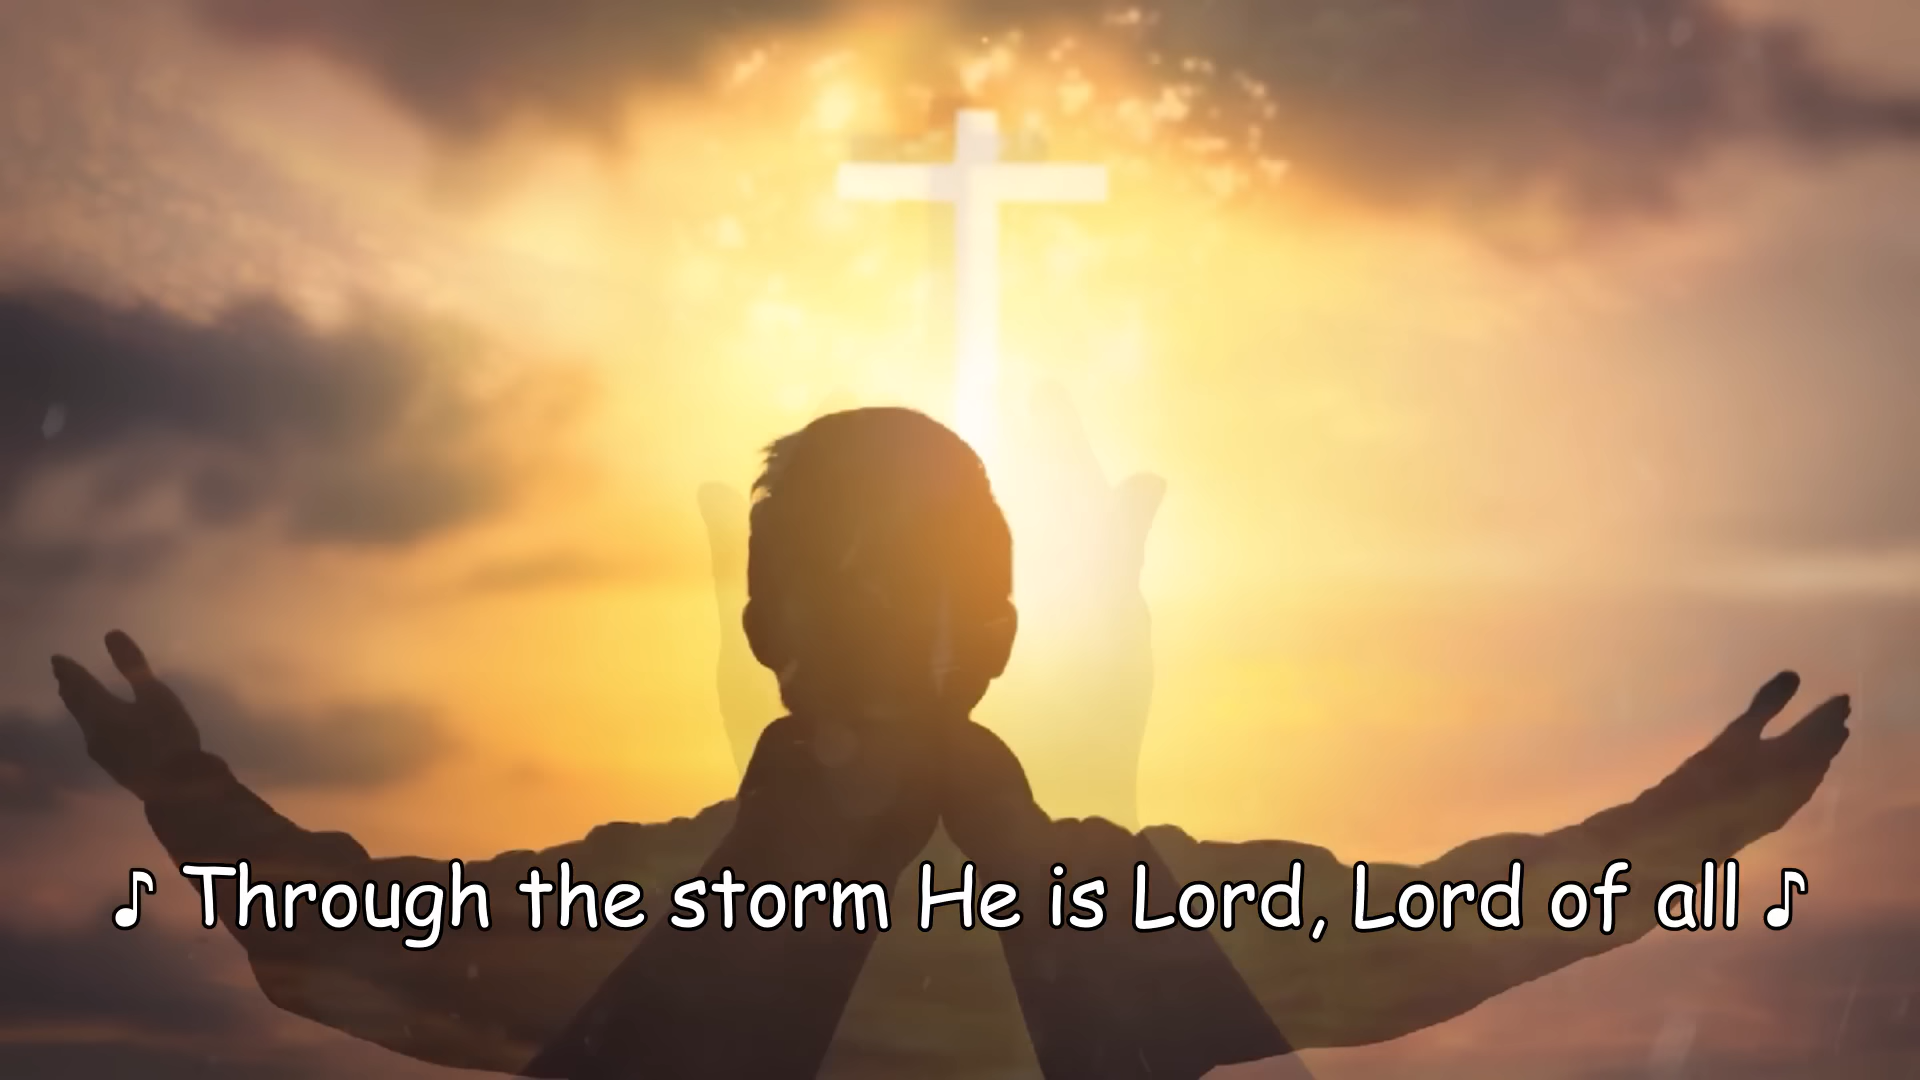 ♪ Through the storm He is Lord, Lord of all ♪